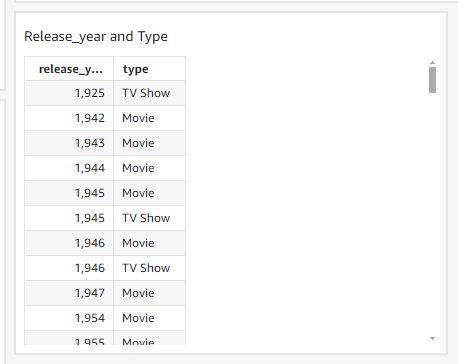 Release_year and Type
release_y... type
1,925 TV Show
1,942 Movie
1,943 Movie
1,944 Movie
1,945 Movie
1,945 TV Show
1,946 Movie
1,946 TV Show
1,947 Movie
1,954 Movie
1,955 Movie